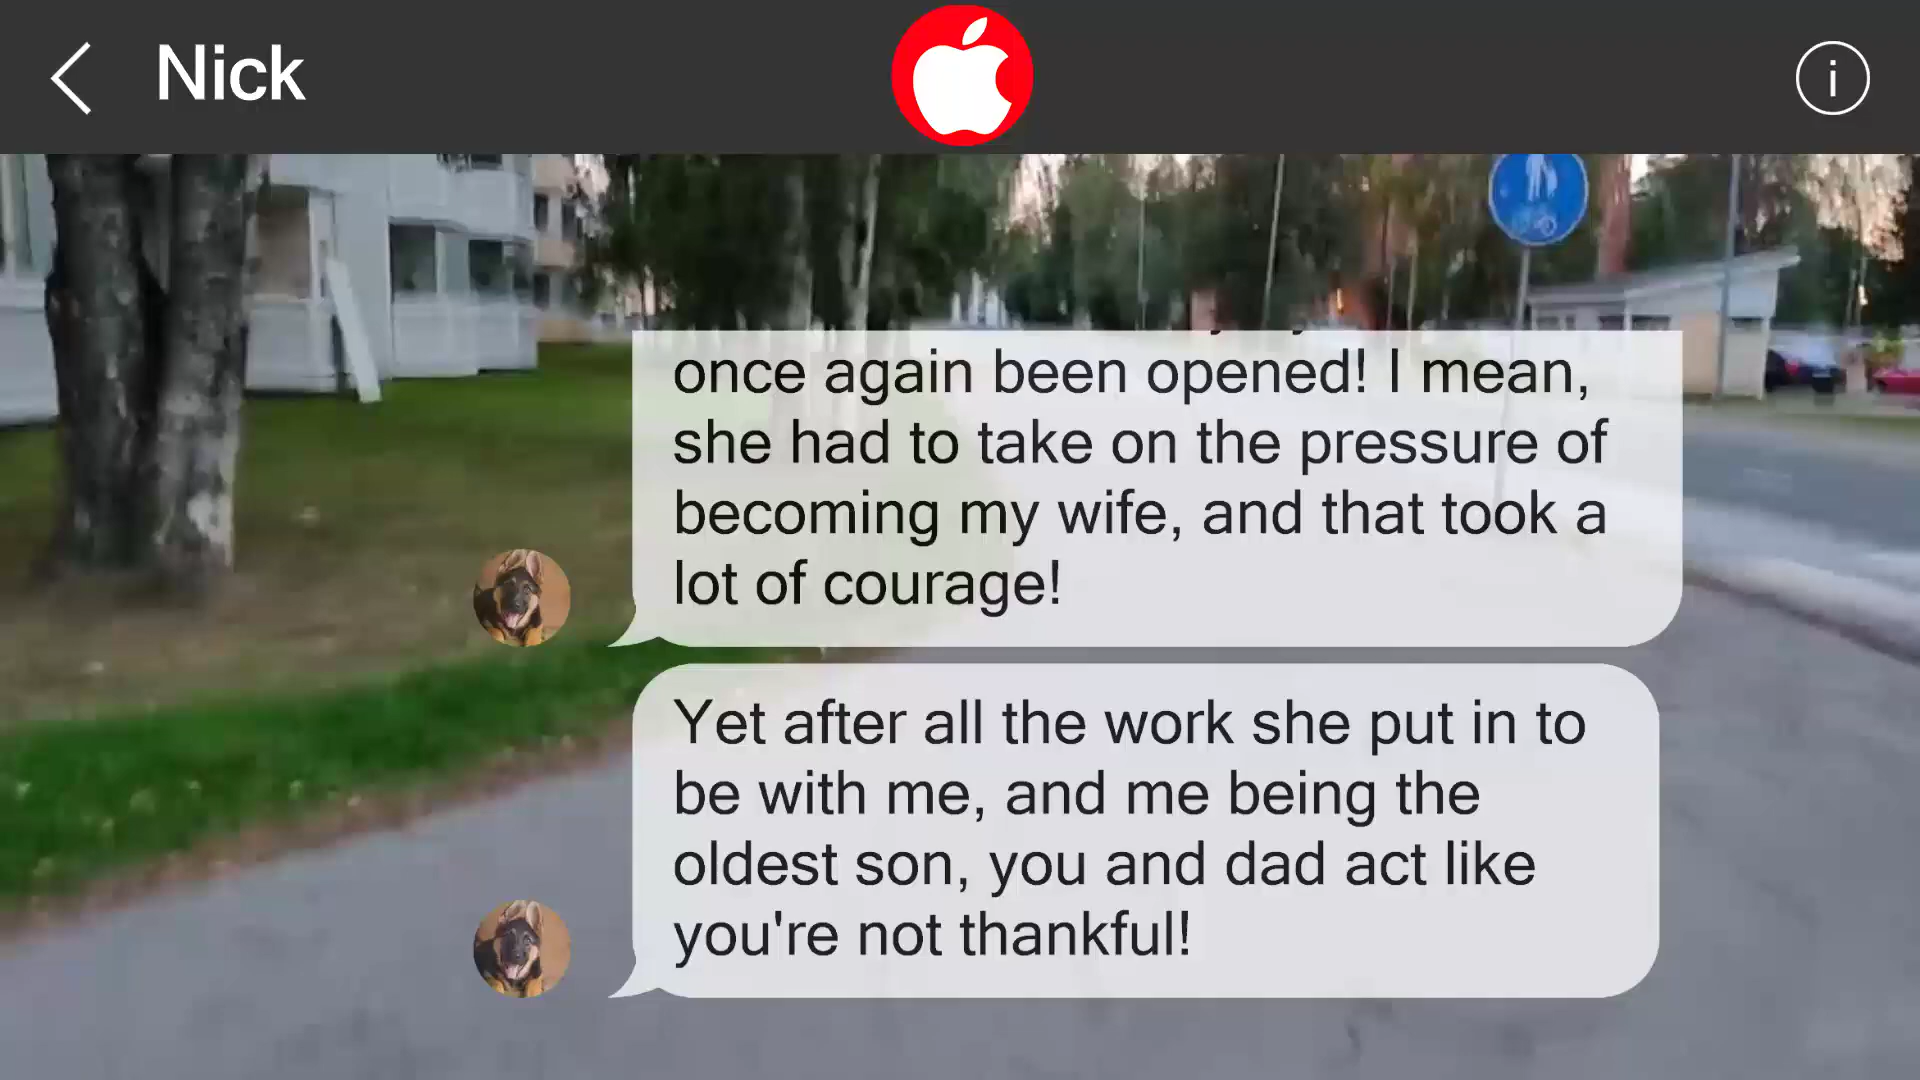 Nick
once again been opened! I mean,
she had to take on the pressure of
becoming my wife, and that took a
lot of courage!
Yet after all the work she put in to
be with me, and me being the
oldest son, you and dad act like
you're not thankful!